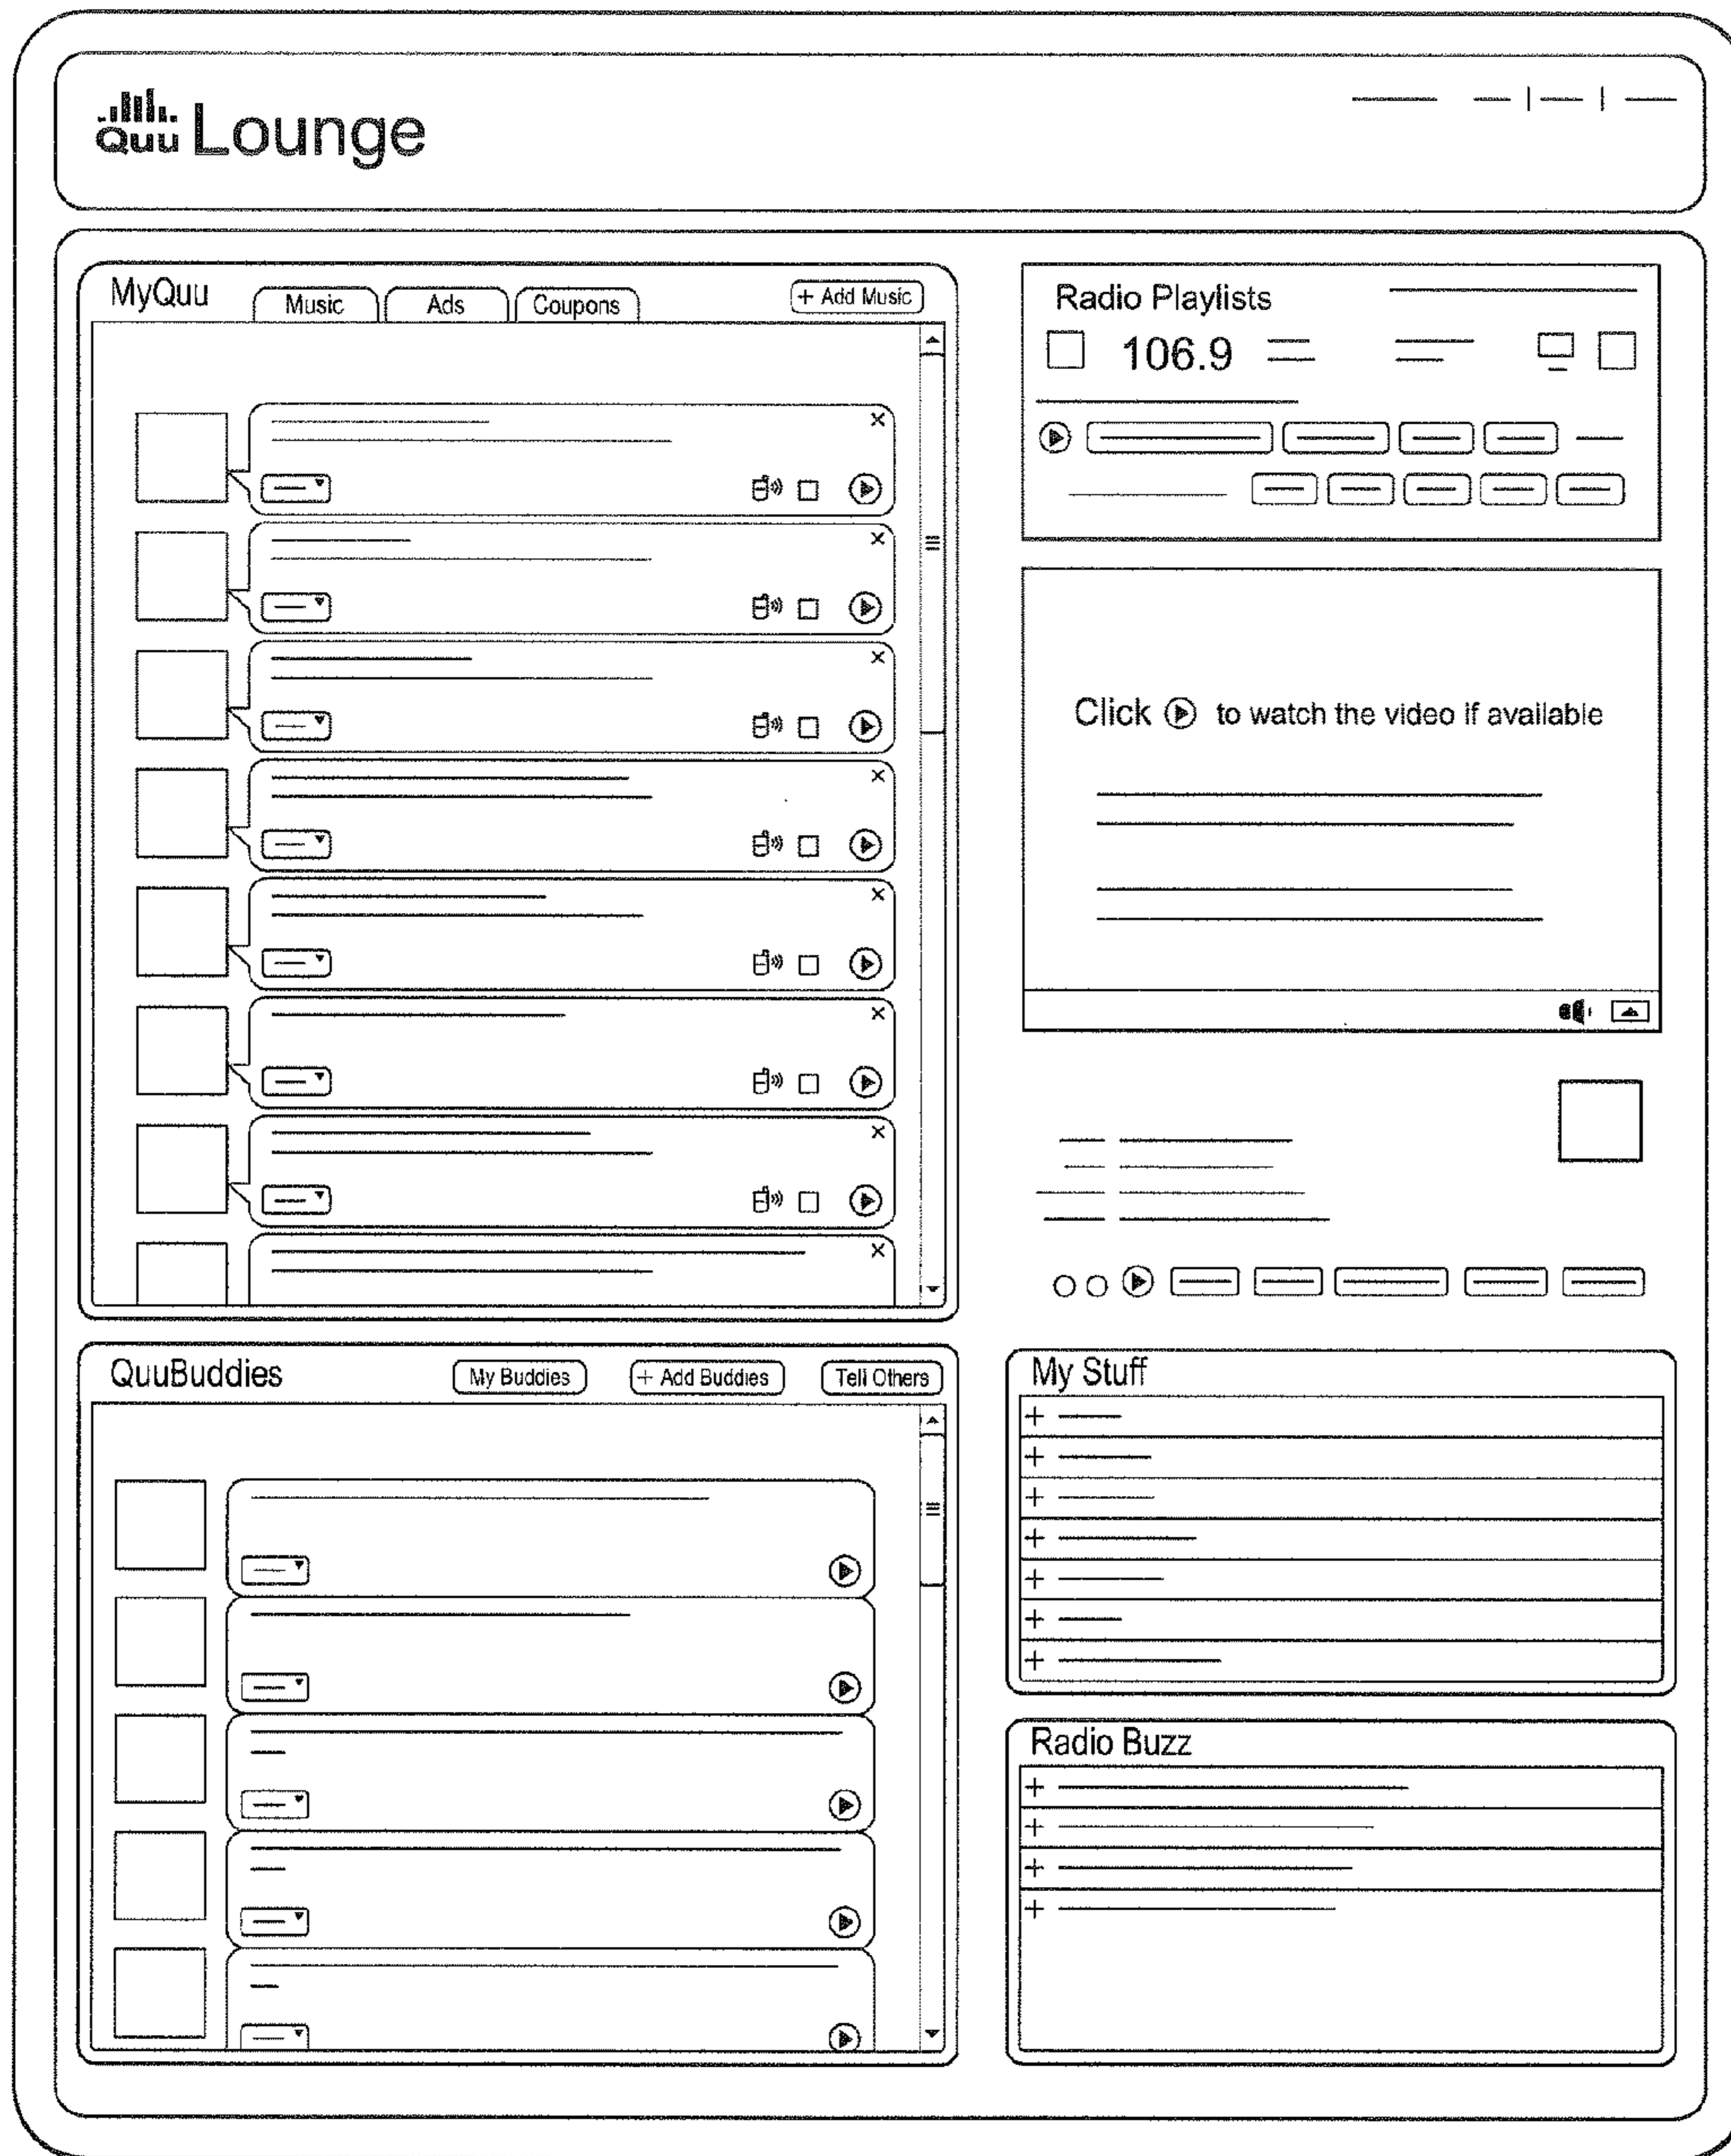 Quu Lounge
MyQuu
Music
Ads
Coupons
+ Add Music
Radio Playlists
106.9
Click to watch the video if available
QuuBuddies
My Buddies
+ Add Buddies
Tell Others
My Stuff
+
+
+
+
+
+
+
Radio Buzz
+
+
+
+